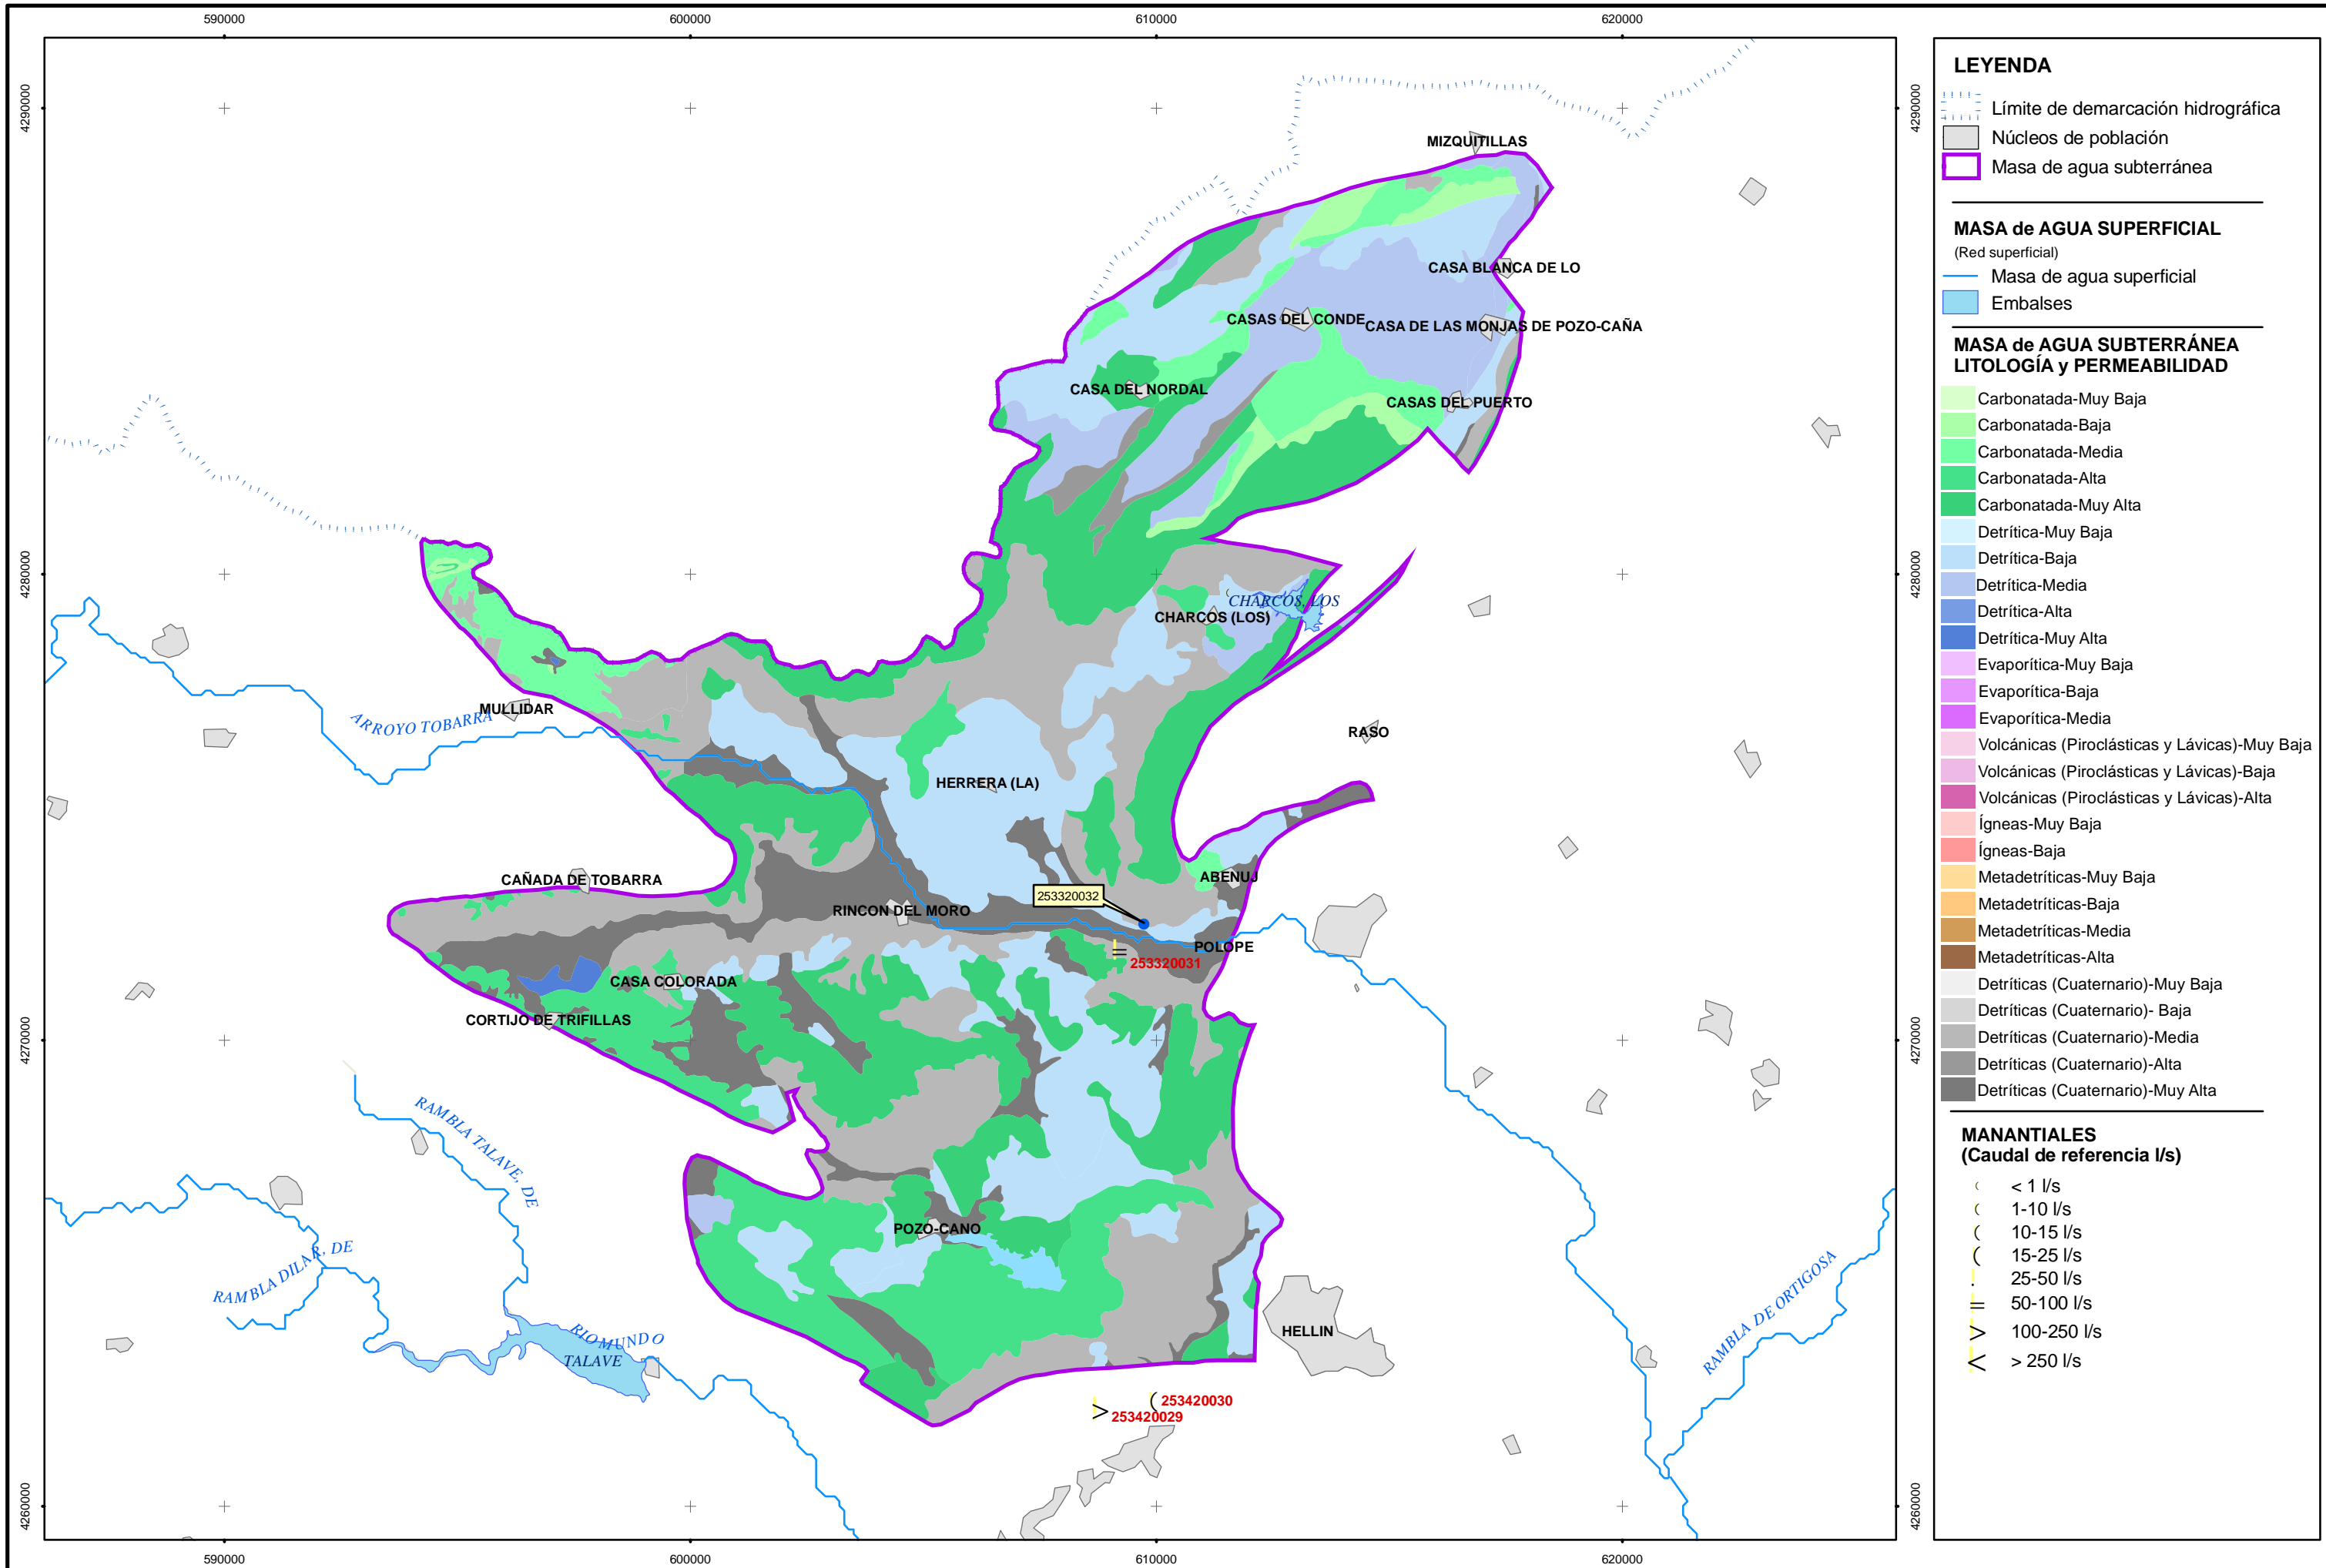 590000
600000
610000
620000
4290000
4290000
MIZQUITILLAS
CASA BLANCA DE LO
CASAS DEL CONDE
CASA DE LAS MONJAS DE POZO-CAÑA
CASA DEL NORDAL
CASAS DEL PUERTO
4280000
4280000
CHARCOS, LOS
CHARCOS (LOS)
MULLIDAR
ARROYO TOBARRA
RASO
HERRERA (LA)
CAÑADA DE TOBARRA
ABENUJ
253320032
RINCON DEL MORO
POLOPE
253320031
CASA COLORADA
CORTIJO DE TRIFILLAS
4270000
4270000
RAMBLA TALAVE, DE
POZO-CANO
RAMBLA DILAR, DE
RIOMUNDO
TALAVE
HELLIN
RAMBLA DE ORTIGOSA
253420030
253420029
4260000
4260000
590000
600000
610000
620000
LEYENDA
Límite de demarcación hidrográfica
Núcleos de población
Masa de agua subterránea
MASA de AGUA SUPERFICIAL
(Red superficial)
Masa de agua superficial
Embalses
MASA de AGUA SUBTERRÁNEA
LITOLOGÍA y PERMEABILIDAD
Carbonatada-Muy Baja
Carbonatada-Baja
Carbonatada-Media
Carbonatada-Alta
Carbonatada-Muy Alta
Detrítica-Muy Baja
Detrítica-Baja
Detrítica-Media
Detrítica-Alta
Detrítica-Muy Alta
Evaporítica-Muy Baja
Evaporítica-Baja
Evaporítica-Media
Volcánicas (Piroclásticas y Lávicas)-Muy Baja
Volcánicas (Piroclásticas y Lávicas)-Baja
Volcánicas (Piroclásticas y Lávicas)-Alta
Ígneas-Muy Baja
Ígneas-Baja
Metadetríticas-Muy Baja
Metadetríticas-Baja
Metadetríticas-Media
Metadetríticas-Alta
Detríticas (Cuaternario)-Muy Baja
Detríticas (Cuaternario)- Baja
Detríticas (Cuaternario)-Media
Detríticas (Cuaternario)-Alta
Detríticas (Cuaternario)-Muy Alta
MANANTIALES
(Caudal de referencia l/s)
< 1 l/s
1-10 l/s
10-15 l/s
15-25 l/s
25-50 l/s
50-100 l/s
100-250 l/s
> 250 l/s